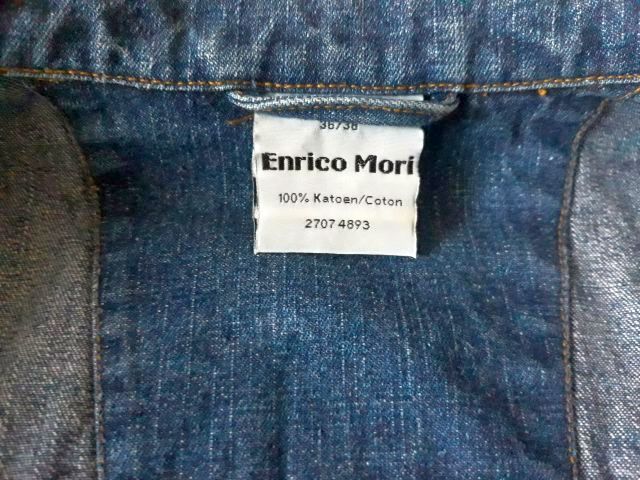 36/38
Enrico Mori
100% Katoen/Coton
2707 4893